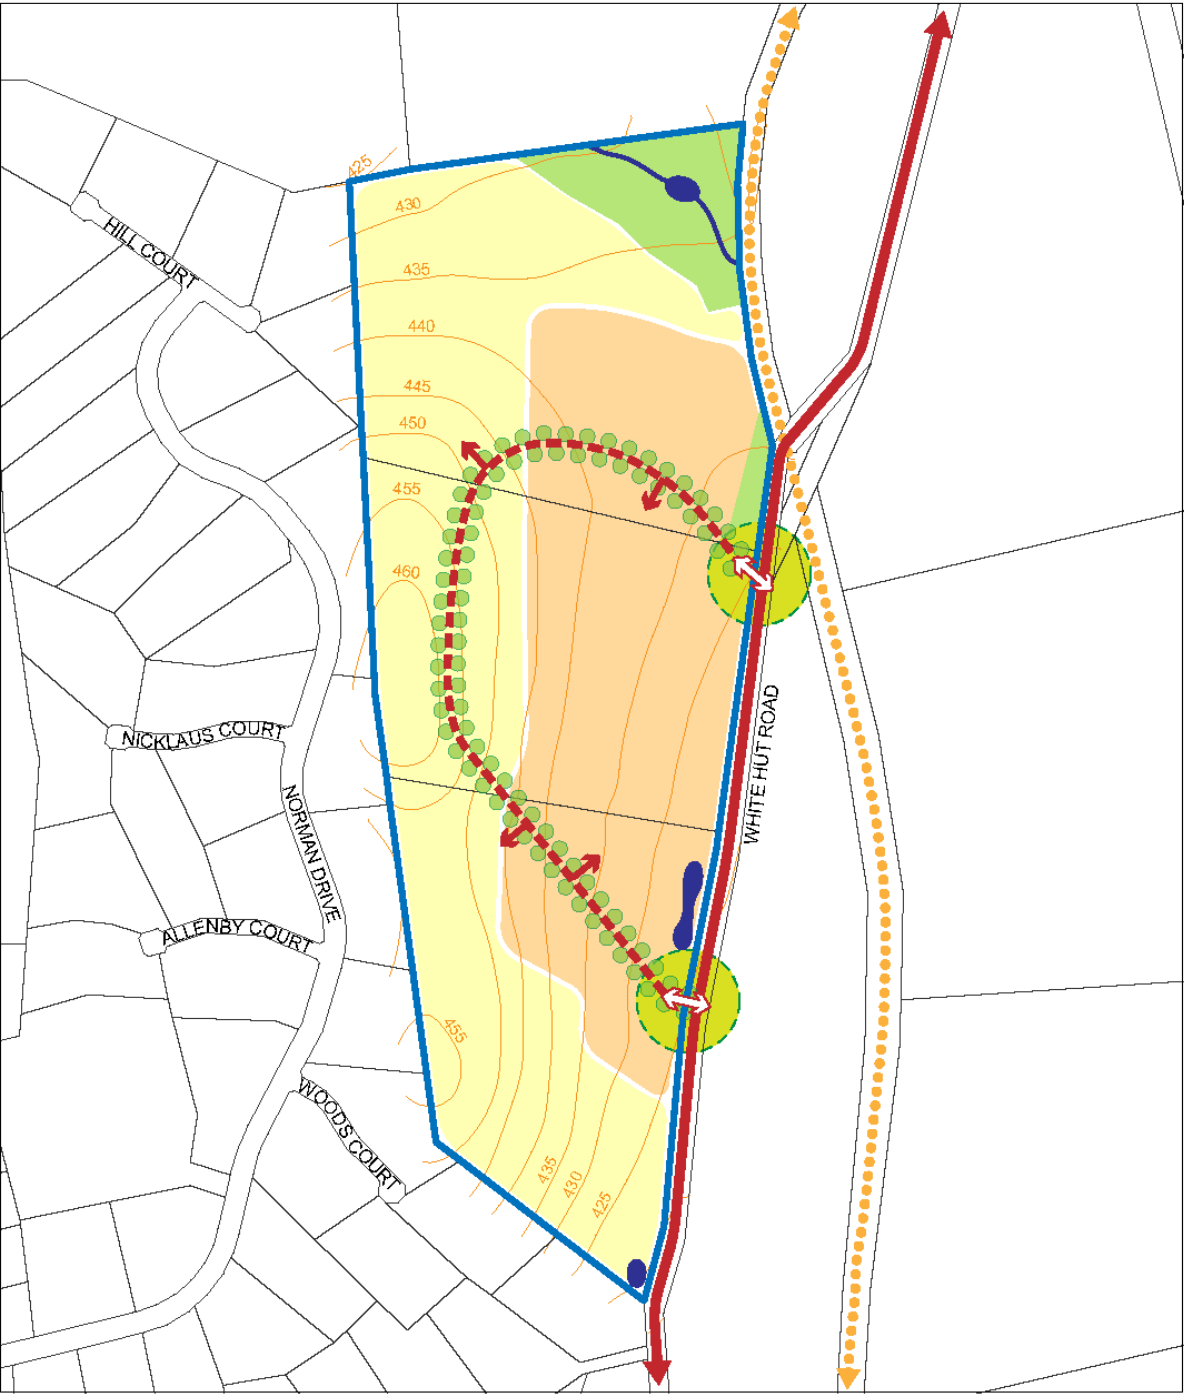 425
430
HILL COURT
435
440
445
450
455
460
NICKLAUS COURT
WHITE HUT ROAD
NORMAN DRIVE
ALLENBY COURT
455
WOODS COURT
435
430
425